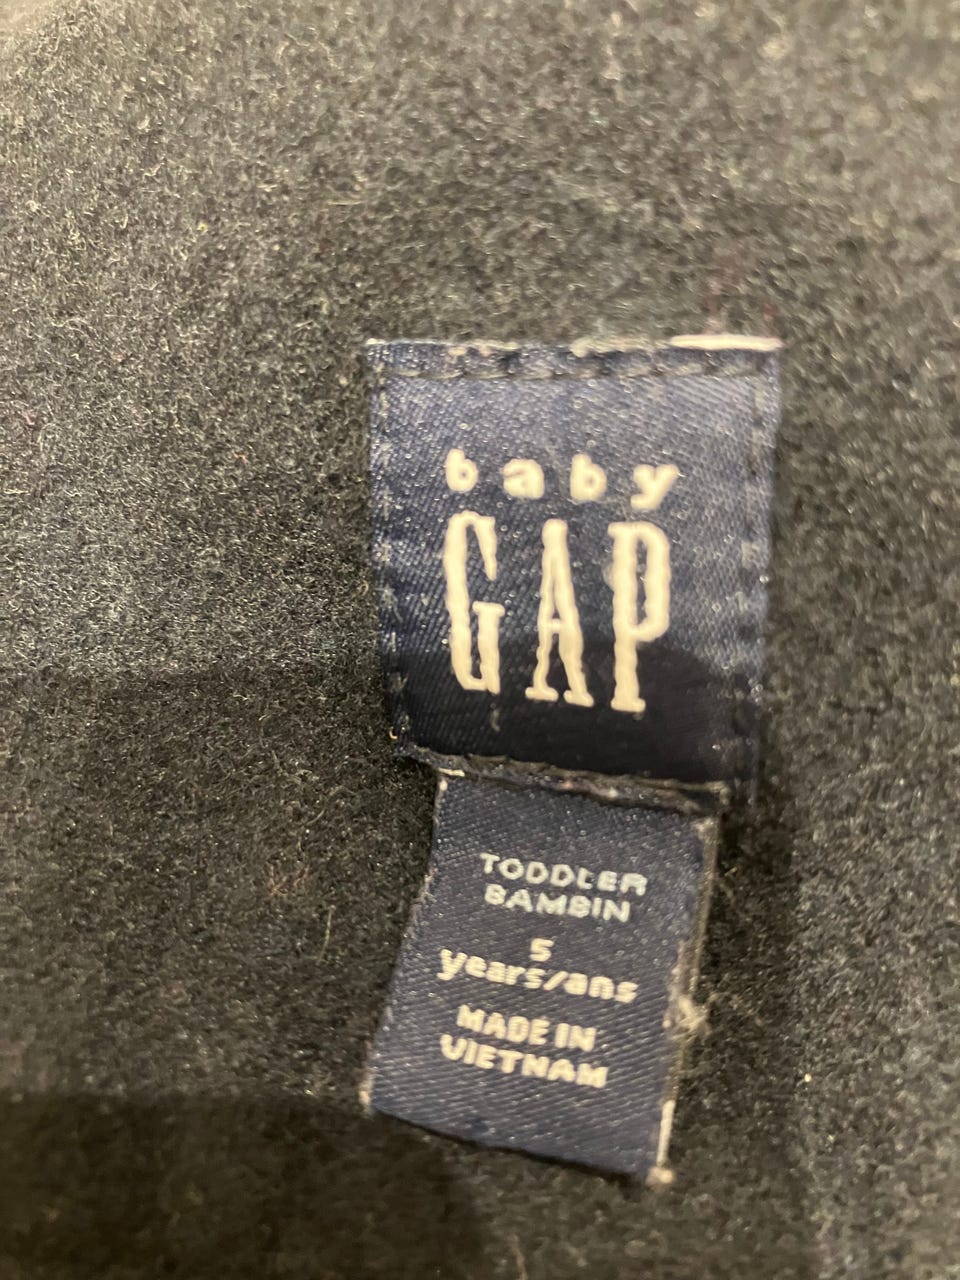 baby
GAP
TODDLER
BAMBIN
5
years/ans
MADE IN
VIETNAM